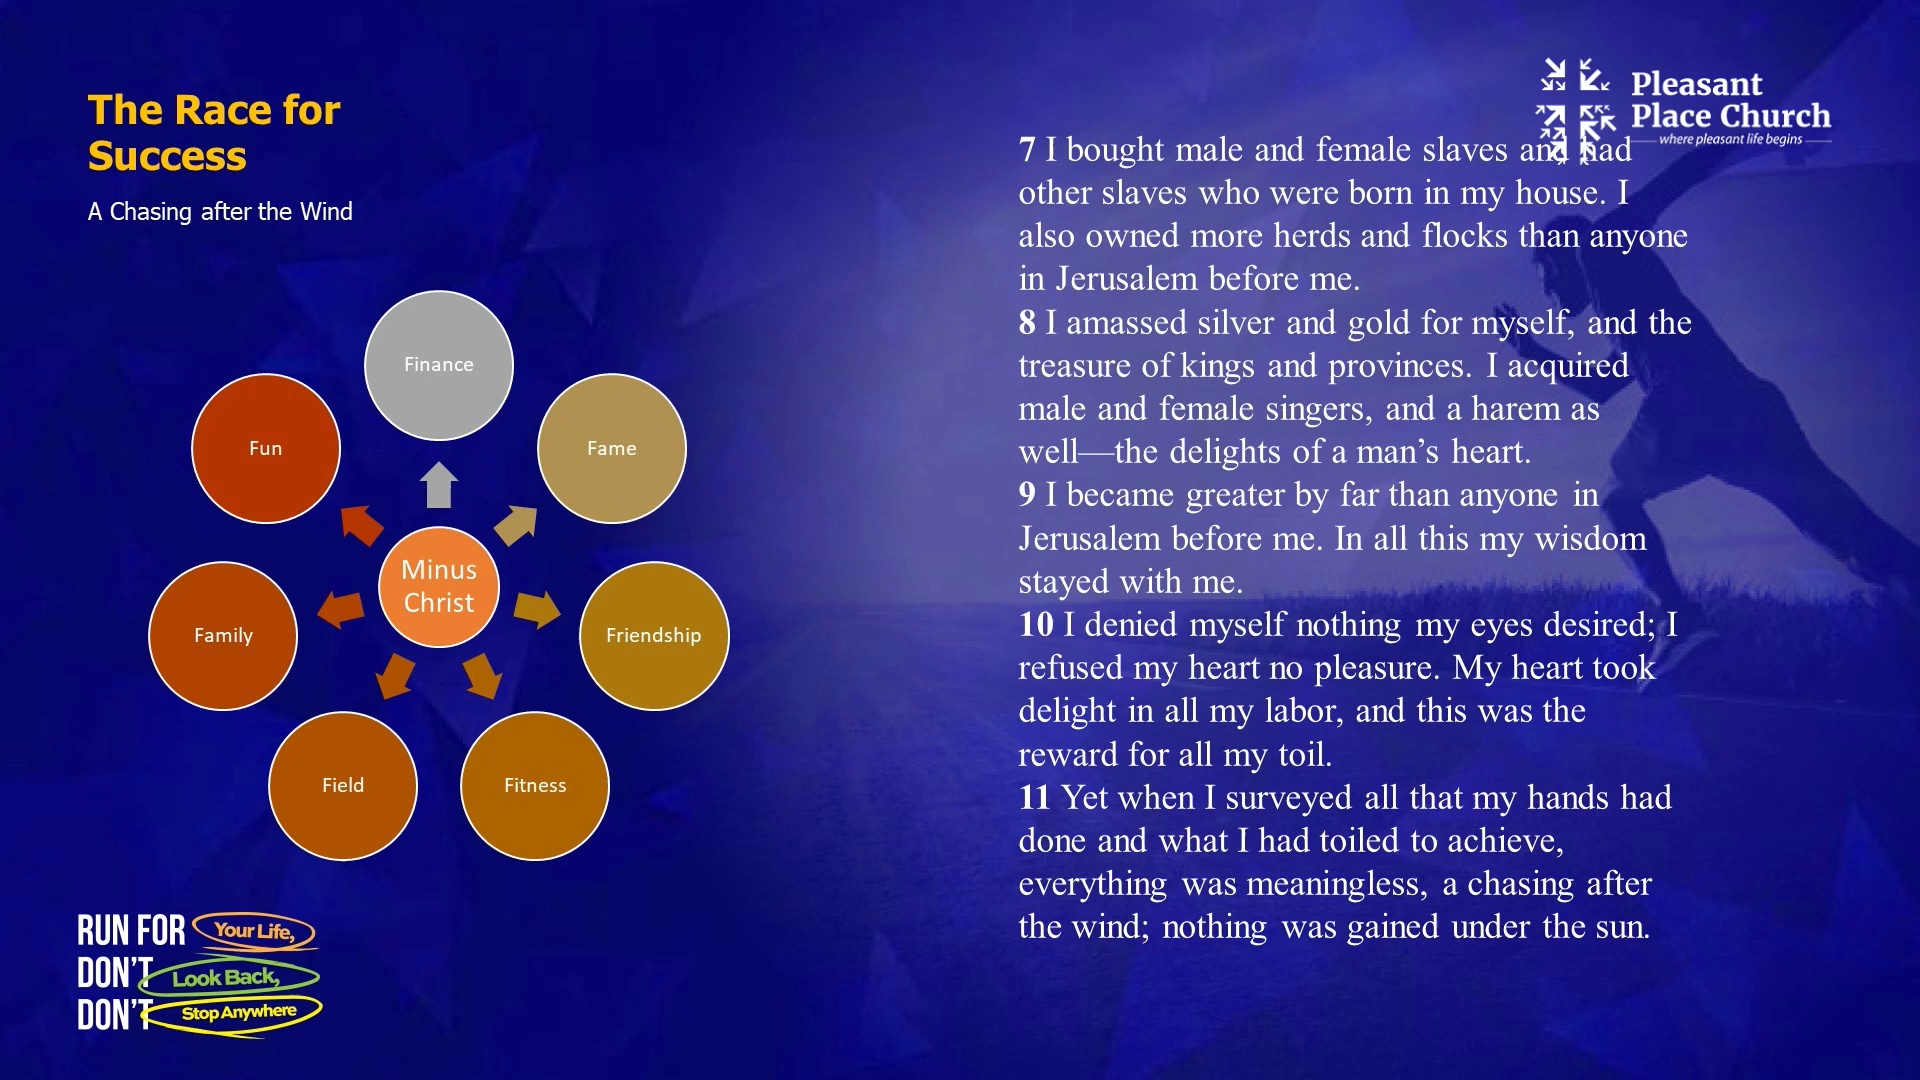 The Race for
Success
A Chasing after the Wind
Finance
Fame
Friendship
Fitness
Field
Family
Fun
Minus
Christ
RUN FOR Your Life,
DON'T Look Back,
DON'T Stop Anywhere
Pleasant
Place Church
where pleasant life begins
7 I bought male and female slaves and had
other slaves who were born in my house. I
also owned more herds and flocks than anyone
in Jerusalem before me.
8 I amassed silver and gold for myself, and the
treasure of kings and provinces. I acquired
male and female singers, and a harem as
well—the delights of a man’s heart.
9 I became greater by far than anyone in
Jerusalem before me. In all this my wisdom
stayed with me.
10 I denied myself nothing my eyes desired; I
refused my heart no pleasure. My heart took
delight in all my labor, and this was the
reward for all my toil.
11 Yet when I surveyed all that my hands had
done and what I had toiled to achieve,
everything was meaningless, a chasing after
the wind; nothing was gained under the sun.